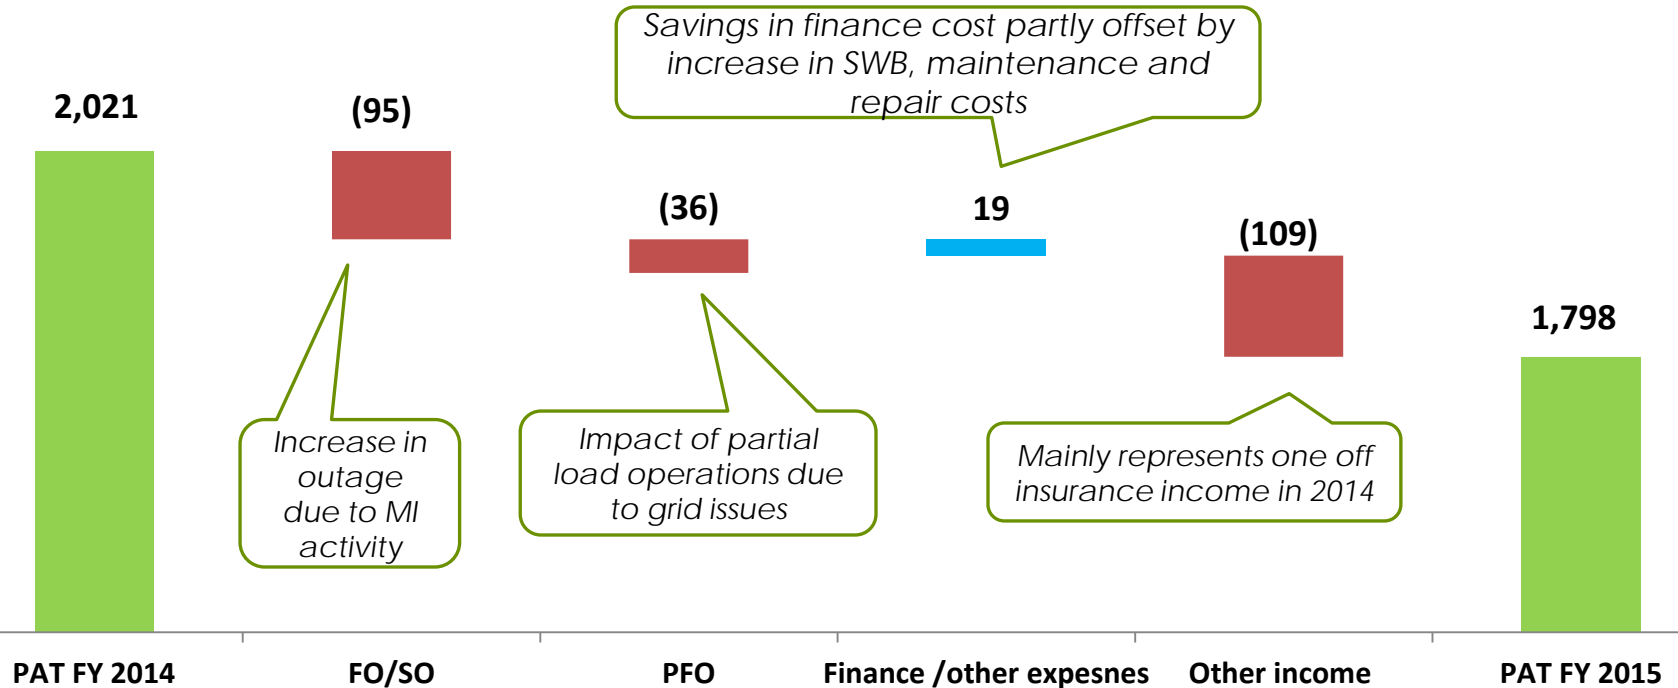 Savings in finance cost partly offset by
increase in SWB, maintenance and
repair costs
2,021
(95)
(36)
19
(109)
1,798
Increase in
outage
due to MI
activity
Impact of partial
load operations due
to grid issues
Mainly represents one off
insurance income in 2014
PAT FY 2014
FO/SO
PFO
Finance /other expesnes
Other income
PAT FY 2015